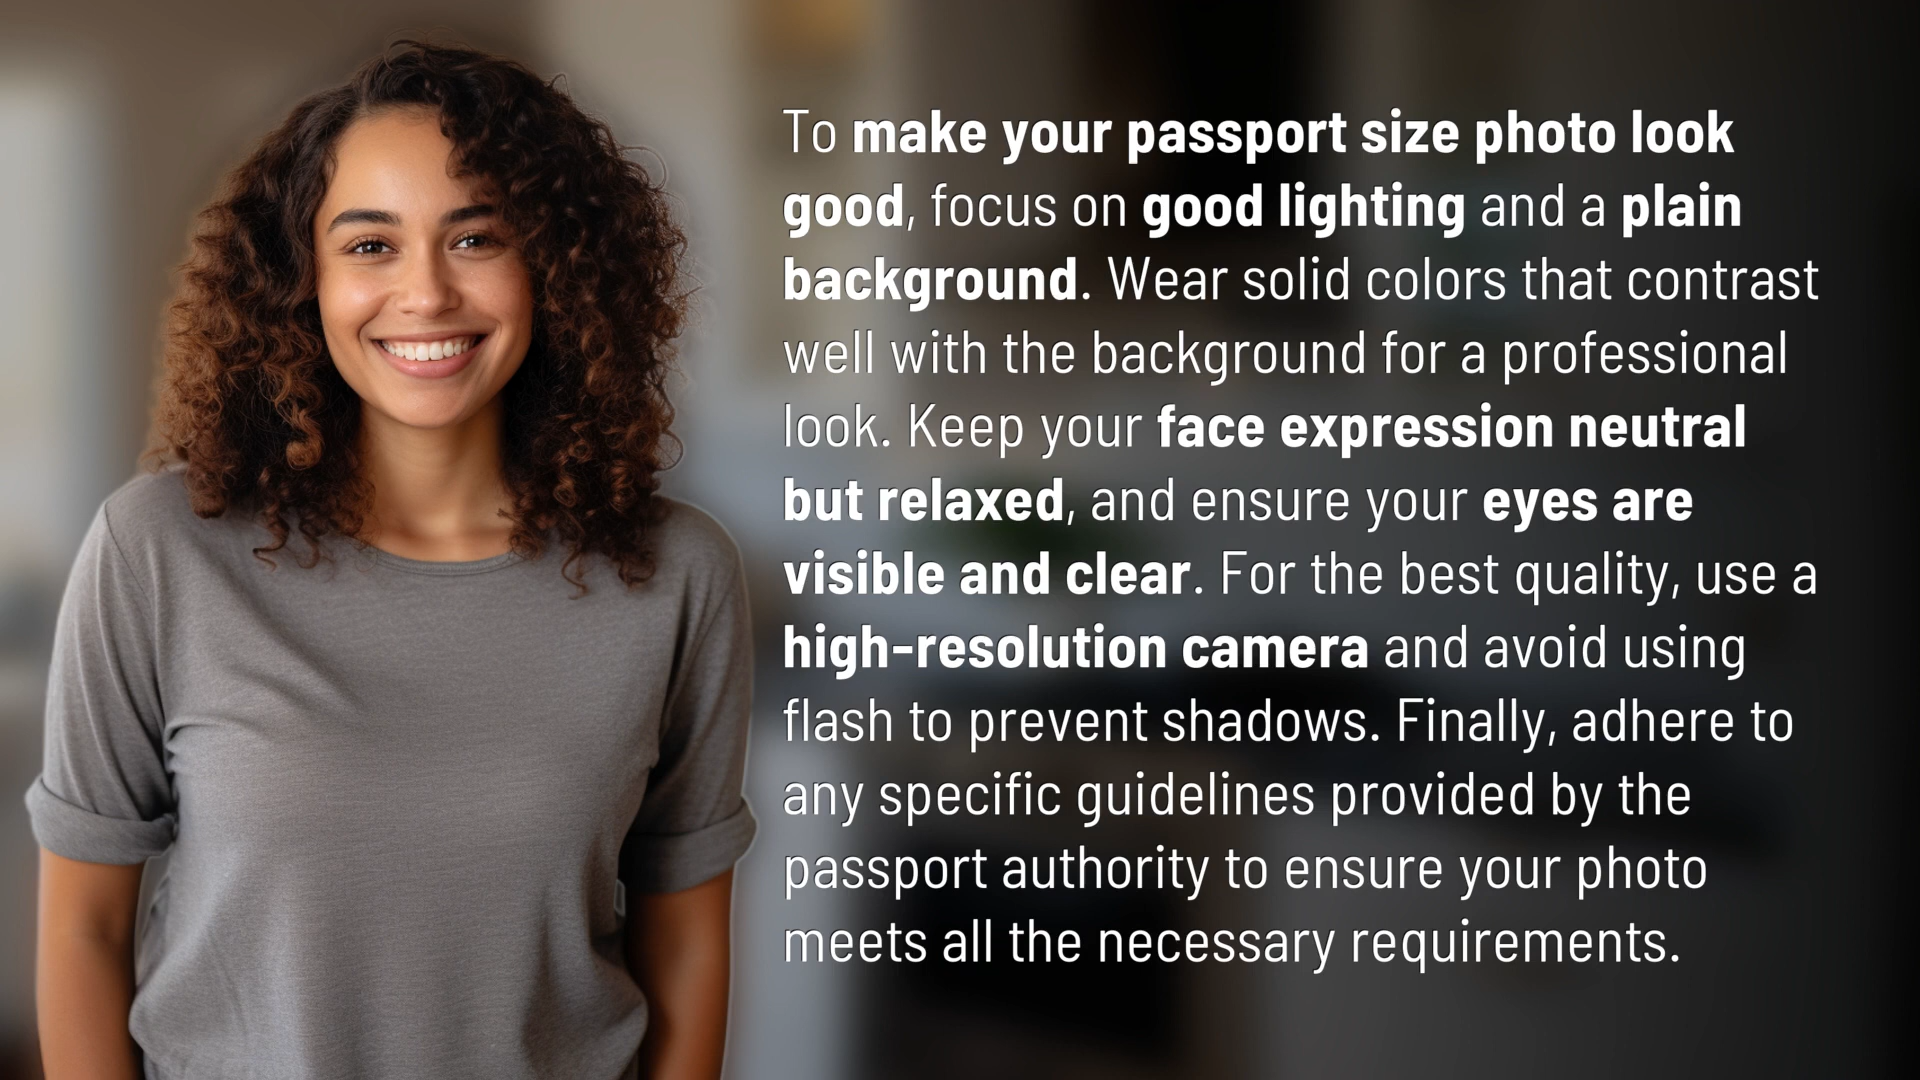 To make your passport size photo look
good, focus on good lighting and a plain
background. Wear solid colors that contrast
well with the background for a professional
look. Keep your face expression neutral
but relaxed, and ensure your eyes are
visible and clear. For the best quality, use a
high-resolution camera and avoid using
flash to prevent shadows. Finally, adhere to
any specific guidelines provided by the
passport authority to ensure your photo
meets all the necessary requirements.